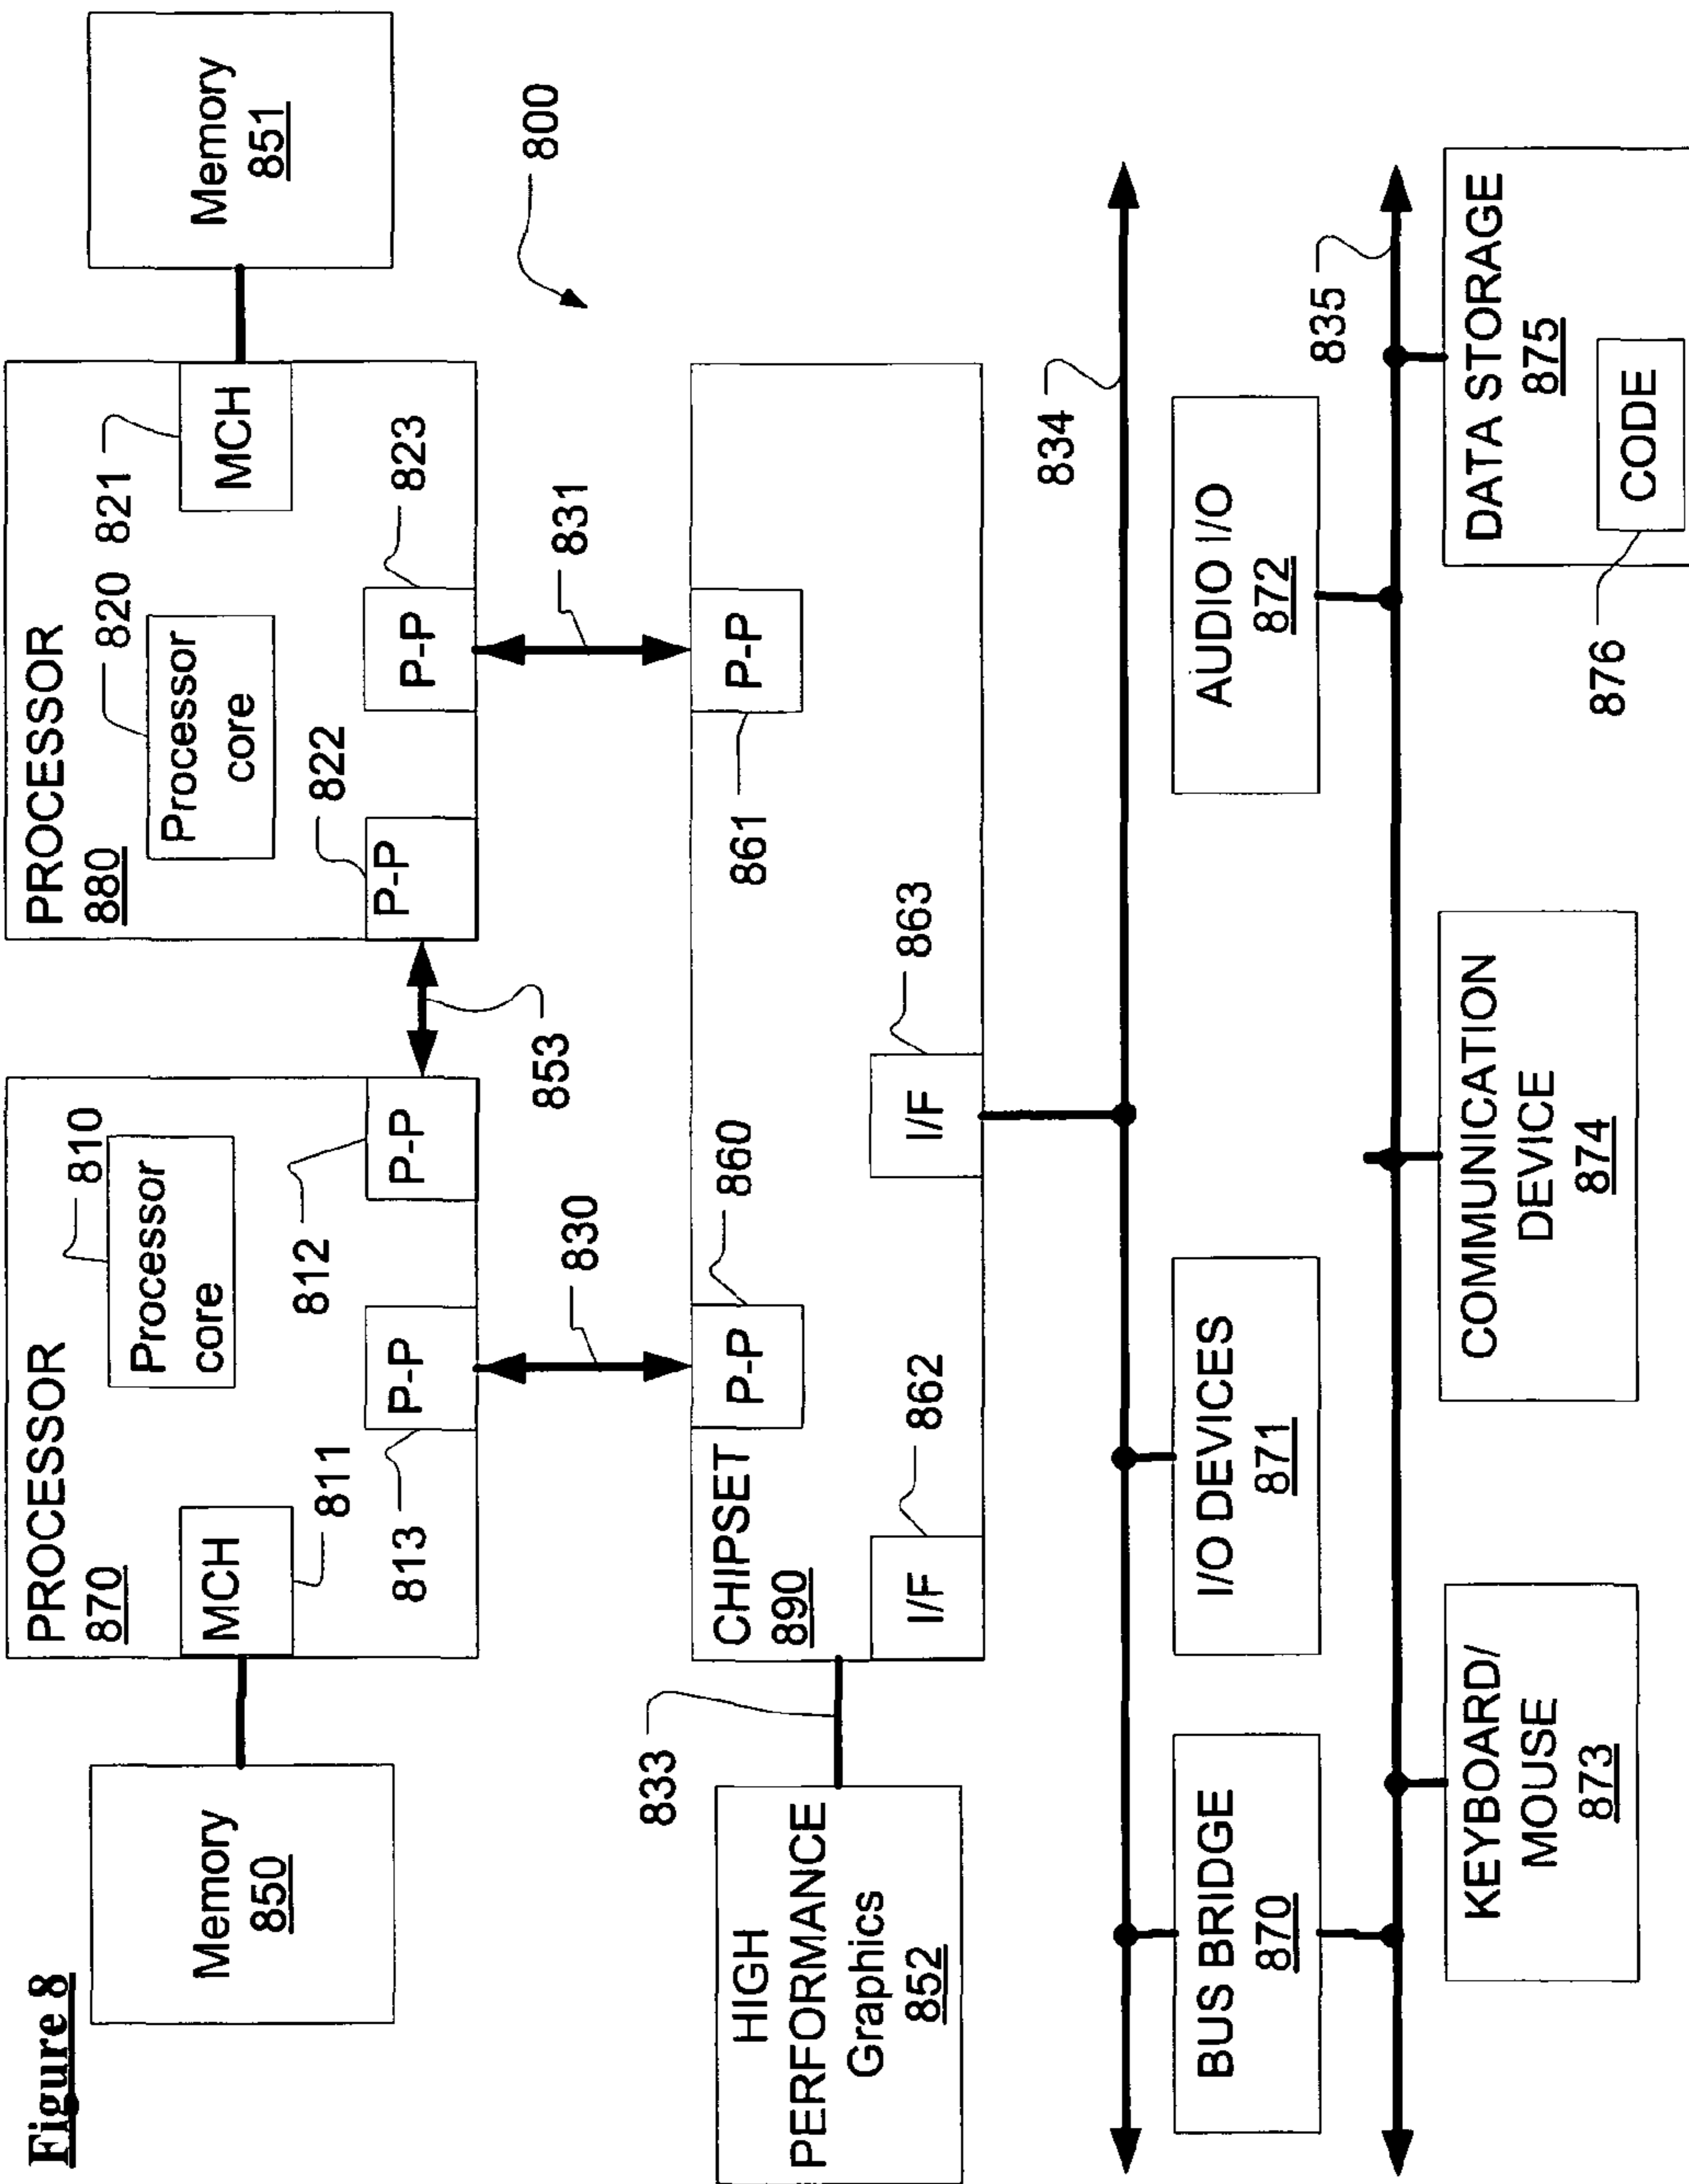 Figure 8
Memory
850
PROCESSOR
870
MCH
811
Processor
core
810
P-P
813
P-P
812
853
PROCESSOR
880
Processor
core
820
MCH
821
P-P
822
P-P
823
Memory
851
800
830
831
HIGH
PERFORMANCE
Graphics
852
833
CHIPSET
890
P-P
860
P-P
861
I/F
862
I/F
863
834
BUS BRIDGE
870
I/O DEVICES
871
AUDIO I/O
872
835
KEYBOARD/
MOUSE
873
COMMUNICATION
DEVICE
874
DATA STORAGE
875
CODE
876